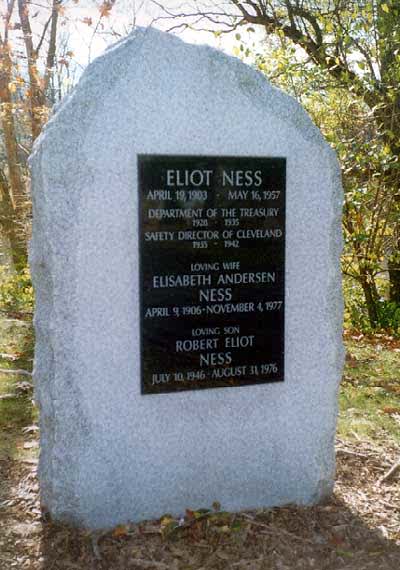 ELIOT NESS
APRIL 19, 1903 - MAY 16, 1957
DEPARTMENT OF THE TREASURY
1928 - 1935
SAFETY DIRECTOR OF CLEVELAND
1935 - 1942
LOVING WIFE
ELISABETH ANDERSEN
NESS
APRIL 9, 1906 - NOVEMBER 4, 1977
LOVING SON
ROBERT ELIOT
NESS
JULY 10, 1946 - AUGUST 31, 1976